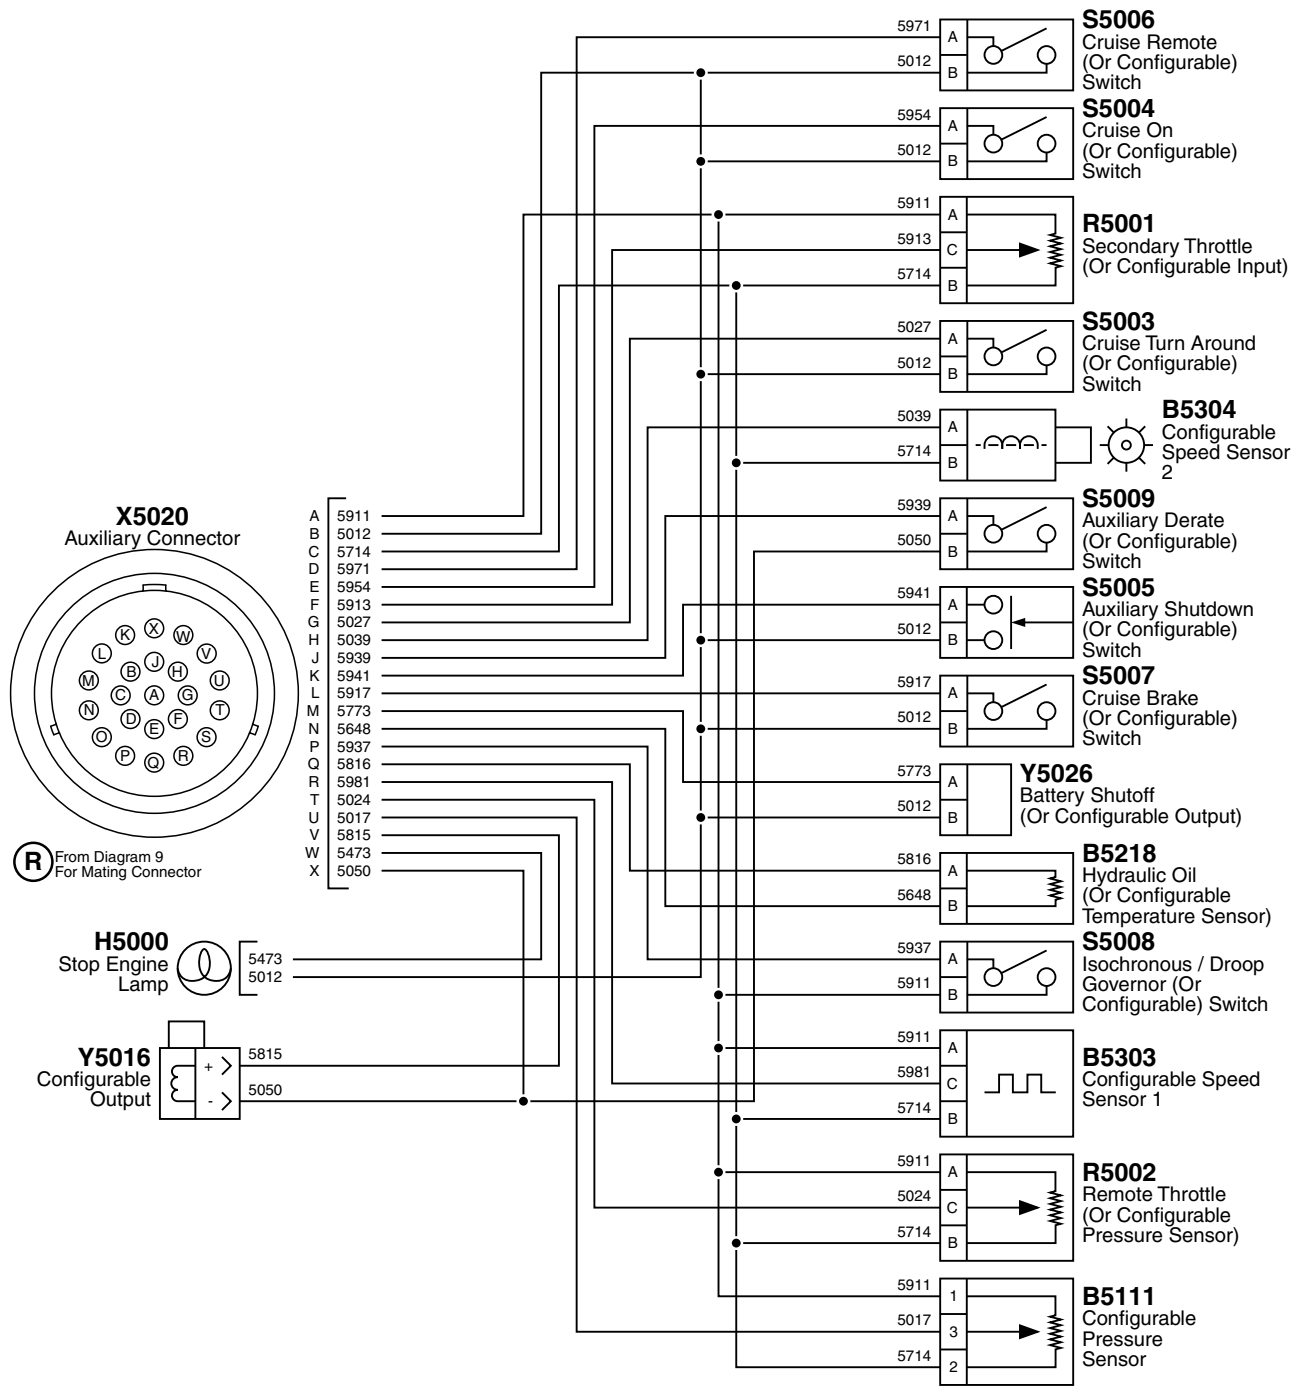 5971
A
5012
B
S5006
Cruise Remote
(Or Configurable)
Switch
5954
A
5012
B
S5004
Cruise On
(Or Configurable)
Switch
5911
A
5913
C
5714
B
R5001
Secondary Throttle
(Or Configurable Input)
5027
A
5012
B
S5003
Cruise Turn Around
(Or Configurable)
Switch
5039
A
5714
B
B5304
Configurable
Speed Sensor
2
5939
A
5050
B
S5009
Auxiliary Derate
(Or Configurable)
Switch
5941
A
5012
B
S5005
Auxiliary Shutdown
(Or Configurable)
Switch
5917
A
5012
B
S5007
Cruise Brake
(Or Configurable)
Switch
5773
A
5012
B
Y5026
Battery Shutoff
(Or Configurable Output)
5816
A
5648
B
B5218
Hydraulic Oil
(Or Configurable
Temperature Sensor)
5937
A
5911
B
S5008
Isochronous / Droop
Governor (Or
Configurable) Switch
5911
A
5981
C
5714
B
B5303
Configurable Speed
Sensor 1
5911
A
5024
C
5714
B
R5002
Remote Throttle
(Or Configurable
Pressure Sensor)
5911
1
5017
3
5714
2
B5111
Configurable
Pressure
Sensor
X5020
Auxiliary Connector
K X W
L J V
B H
M C A G U
N D F T
O E S
P Q R
A 5911
B 5012
C 5714
D 5971
E 5954
F 5913
G 5027
H 5039
J 5939
K 5941
L 5917
M 5773
N 5648
P 5937
Q 5816
R 5981
T 5024
U 5017
V 5815
W 5473
X 5050
R
From Diagram 9
For Mating Connector
H5000
Stop Engine
Lamp
5473
5012
Y5016
Configurable
Output
+
5815
-
5050